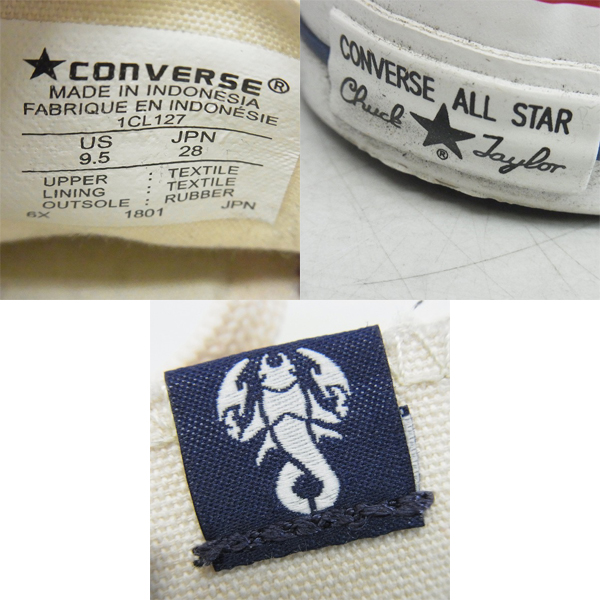 ★CONVERSE®
MADE IN INDONESIA
FABRIQUE EN INDONÉSIE
1CL127
US JPN
9.5 28
UPPER : TEXTILE
LINING : TEXTILE
OUTSOLE : RUBBER
6X 1801 JPN
CONVERSE ALL STAR
Chuck ★ Taylor
®